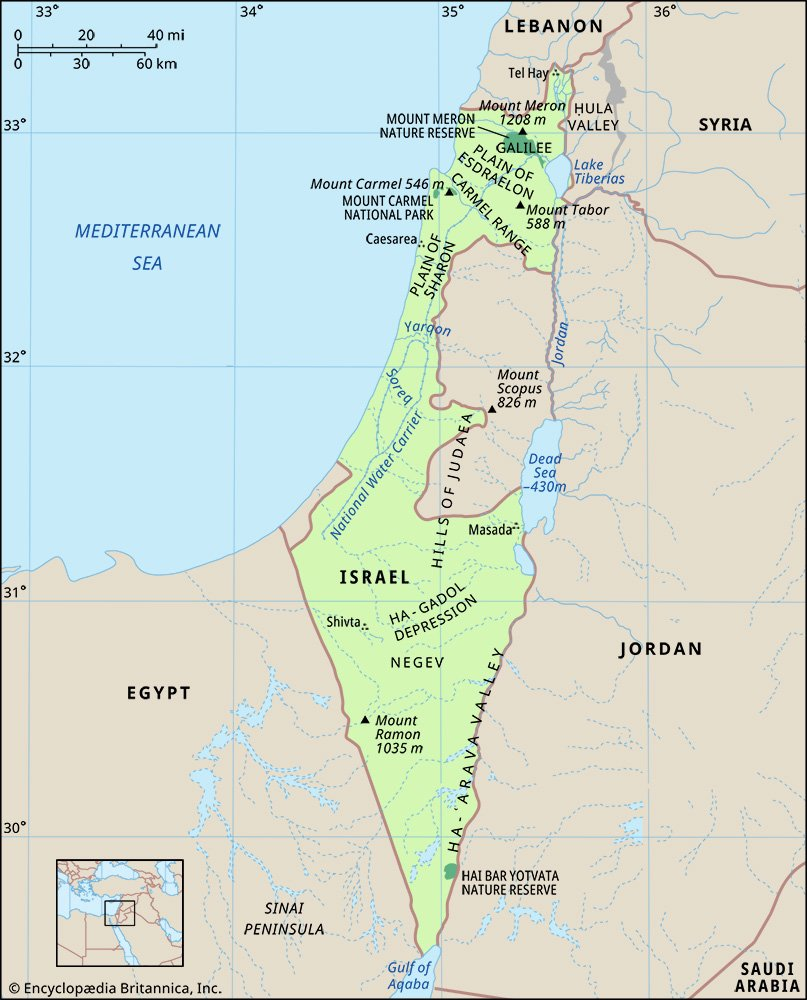 33°
34°
35°
36°
0 20 40 mi
0 30 60 km
LEBANON
Tel Hay
Mount Meron
1208 m
ḤULA
VALLEY
MOUNT MERON
NATURE RESERVE
33°
SYRIA
GALILEE
PLAIN OF
ESDRAELON
Lake
Tiberias
Mount Carmel 546 m
MOUNT CARMEL
NATIONAL PARK
CARMEL RANGE
Mount Tabor
588 m
MEDITERRANEAN
SEA
Caesarea
PLAIN OF
SHARON
Yarqon
Jordan
32°
Soreq
Mount
Scopus
826 m
National Water Carrier
HILLS OF JUDAEA
Dead
Sea
–430m
Masada
ISRAEL
HA-GADOL
DEPRESSION
31°
Shivta
NEGEV
JORDAN
EGYPT
Mount
Ramon
1035 m
HA-ʿARAVA VALLEY
30°
HAI BAR YOTVATA
NATURE RESERVE
SINAI
PENINSULA
Gulf of
Aqaba
SAUDI
ARABIA
© Encyclopædia Britannica, Inc.